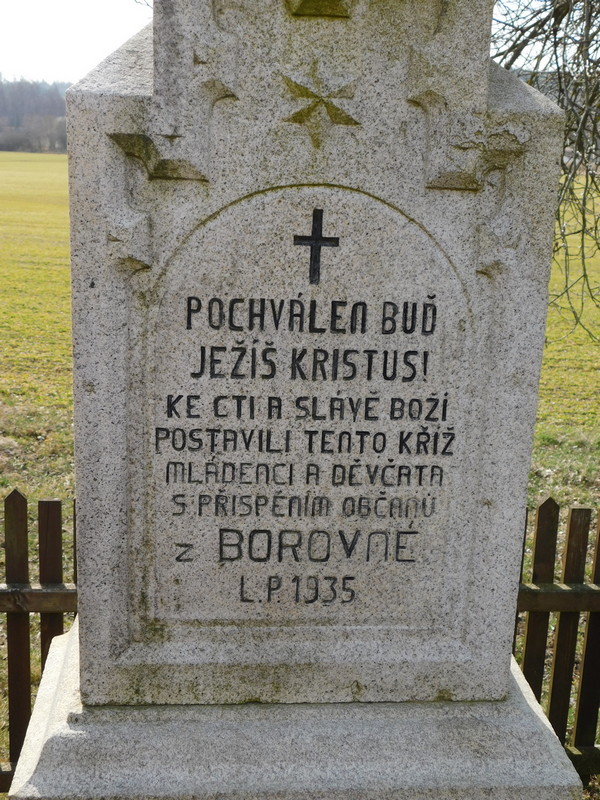 POCHVÁLEN BUĎ
JEŽÍŠ KRISTUS!
KE CTI A SLÁVĚ BOŽÍ
POSTAVILI TENTO KŘÍŽ
MLÁDENCI A DĚVČATA
S PŘISPĚNÍM OBČANŮ
Z BOROVNÉ
L.P. 1935